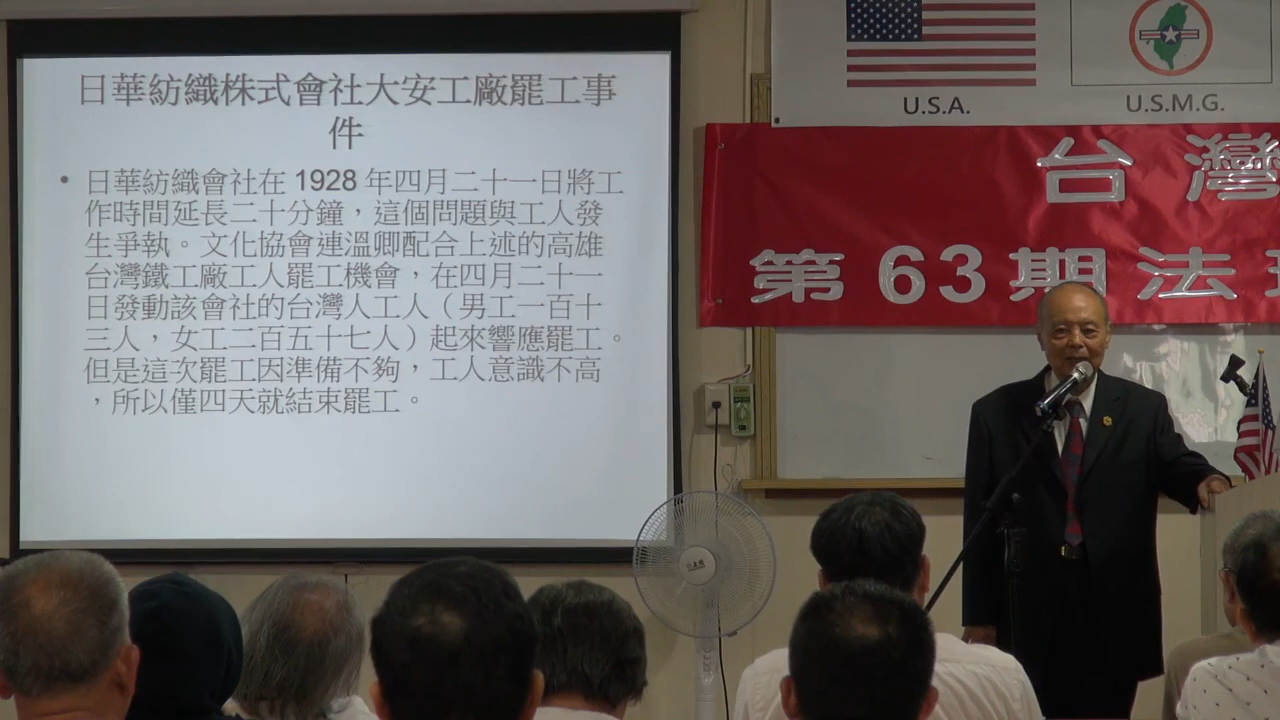 日華紡織株式會社大安工廠罷工事
件
• 日華紡織會社在 1928 年四月二十一日將工
作時間延長二十分鐘，這個問題與工人發
生爭執。文化協會連溫卿配合上述的高雄
台灣鐵工廠工人罷工機會，在四月二十一
日發動該會社的台灣人工人（男工一百十
三人，女工二百五十七人）起來響應罷工。
但是這次罷工因準備不夠，工人意識不高
，所以僅四天就結束罷工。
U.S.A.
U.S.M.G.
台灣
第63期法